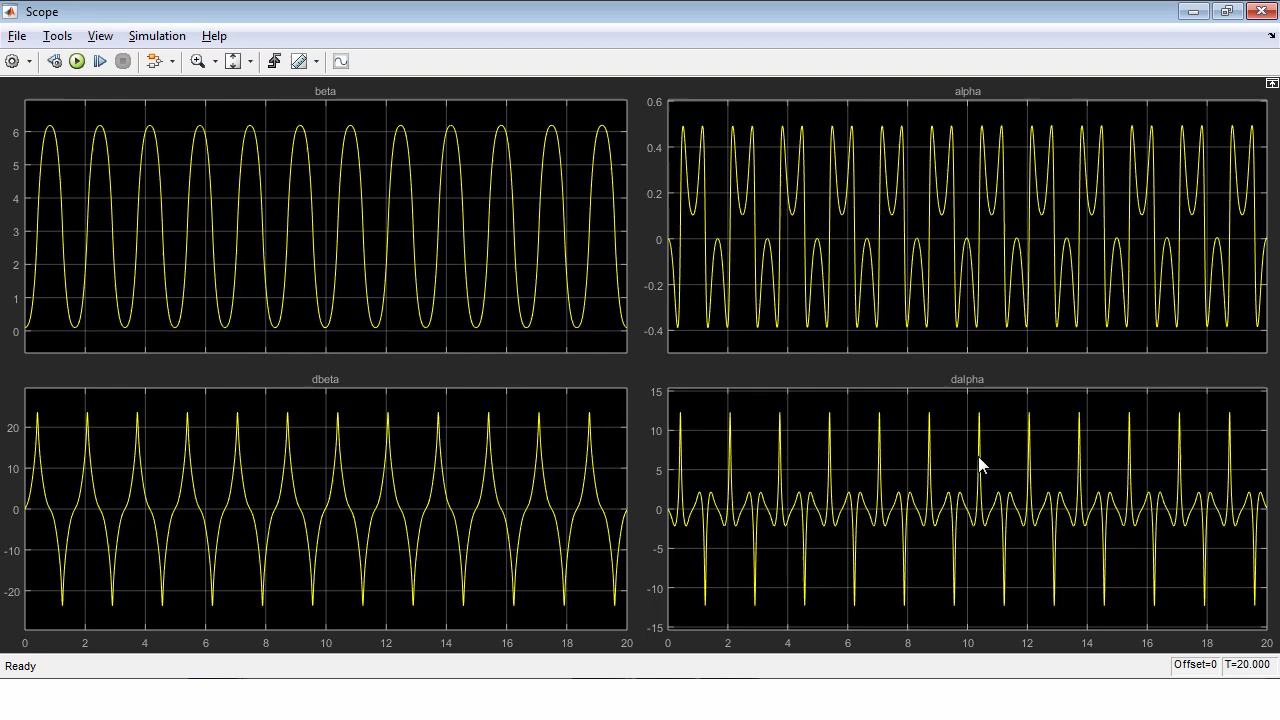 Scope
File Tools View Simulation Help
beta
6
5
4
3
2
1
0
alpha
0.6
0.4
0.2
0
-0.2
-0.4
dbeta
20
10
0
-10
-20
0 2 4 6 8 10 12 14 16 18 20
dalpha
15
10
5
0
-5
-10
-15
0 2 4 6 8 10 12 14 16 18 20
Ready Offset=0 T=20.000